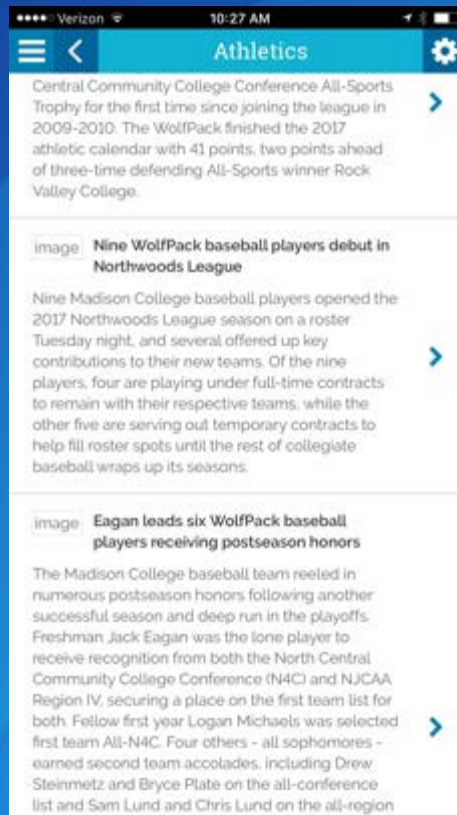 Verizon 10:27 AM
Athletics
Central Community College Conference All-Sports
Trophy for the first time since joining the league in
2009-2010. The WolfPack finished the 2017
athletic calendar with 41 points, two points ahead
of three-time defending All-Sports winner Rock
Valley College.
image Nine WolfPack baseball players debut in
Northwoods League
Nine Madison College baseball players opened the
2017 Northwoods League season on a roster
Tuesday night, and several offered up key
contributions to their new teams. Of the nine
players, four are playing under full-time contracts
to remain with their respective teams, while the
other five are serving out temporary contracts to
help fill roster spots until the rest of collegiate
baseball wraps up its seasons.
image Eagan leads six WolfPack baseball
players receiving postseason honors
The Madison College baseball team reeled in
numerous postseason honors following another
successful season and deep run in the playoffs.
Freshman Jack Eagan was the lone player to
receive recognition from both the North Central
Community College Conference (N4C) and NJCAA
Region IV, securing a place on the first team list for
both. Fellow first year Logan Michaels was selected
first team All-N4C. Four others - all sophomores -
earned second team accolades, including Drew
Steinmetz and Bryce Plate on the all-conference
list and Sam Lund and Chris Lund on the all-region